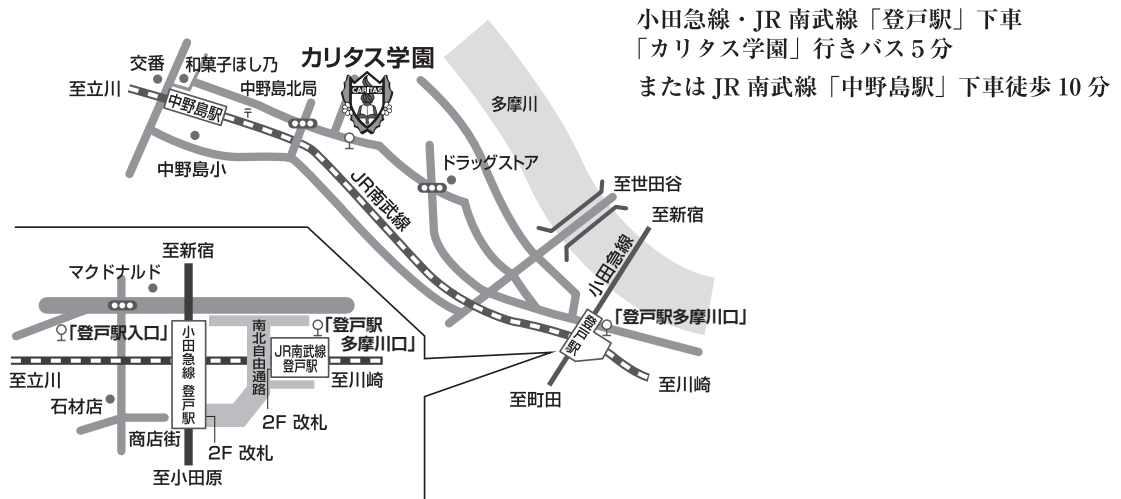 小田急線・JR 南武線「登戸駅」下車
「カリタス学園」行きバス5分
または JR 南武線「中野島駅」下車徒歩 10 分
カリタス学園
CARITAS
交番
和菓子ほし乃
至立川
中野島北局
中野島駅
〒
中野島小
多摩川
ドラッグストア
JR南武線
至世田谷
至新宿
小田急線
登戸駅
「登戸駅多摩川口」
至川崎
至町田
至新宿
マクドナルド
「登戸駅入口」
小田急線 登戸駅
南北自由通路
「登戸駅
多摩川口」
JR南武線
登戸駅
至立川
至川崎
石材店
2F 改札
商店街
2F 改札
至小田原